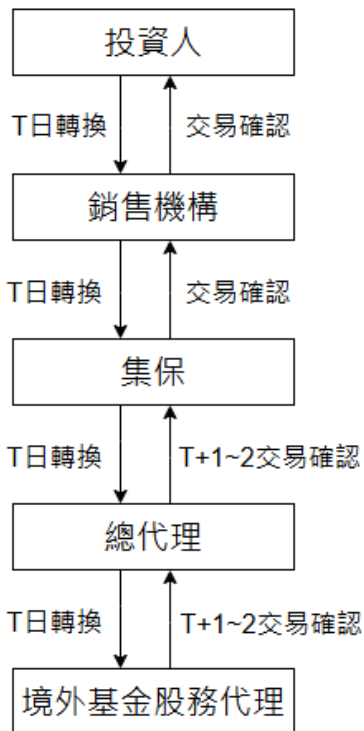 投資人
T日轉換
交易確認
銷售機構
T日轉換
交易確認
集保
T日轉換
T+1~2交易確認
總代理
T日轉換
T+1~2交易確認
境外基金股務代理